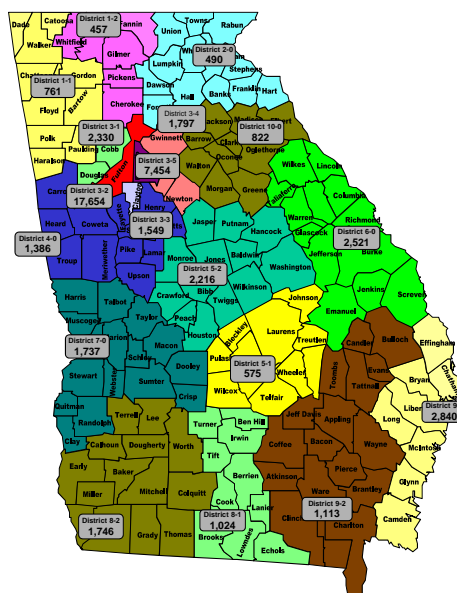 Dade
Catoosa
Fannin
Towns
Rabun
Union
District 1-2
457
Walker
Whitfield
Gilmer
District 2-0
490
Lumpkin
Stephens
Gordon
Pickens
Dawson
Hall
Banks
Franklin
Hart
District 1-1
761
Floyd
Bartow
Cherokee
District 3-1
2,330
District 3-4
1,797
Jackson
District 10-0
822
Polk
Paulding
Cobb
Gwinnett
Barrow
Oglethorpe
Haralson
Douglas
Fulton
District 3-5
7,454
Walton
Oconee
Wilkes
Lincoln
District 3-2
17,654
Clayton
Newton
Morgan
Greene
Taliaferro
Columbia
Henry
Heard
Coweta
Fayette
District 3-3
1,549
Jasper
Putnam
Hancock
Warren
Richmond
Glascock
District 6-0
2,521
Burke
District 4-0
1,386
Troup
Meriwether
Pike
Lamar
Monroe
Jones
Baldwin
Washington
Jefferson
Upson
District 5-2
2,216
Bibb
Wilkinson
Jenkins
Screven
Harris
Talbot
Crawford
Twiggs
Johnson
Emanuel
Taylor
Peach
Houston
Bleckley
Laurens
Treutlen
Candler
Bulloch
Effingham
District 7-0
1,737
Macon
Schley
Dooley
Pulaski
District 5-1
575
Wheeler
Toombs
Evans
Tattnall
Bryan
Chatham
Stewart
Webster
Sumter
Crisp
Wilcox
Telfair
District 9
2,840
Quitman
Randolph
Terrell
Lee
Turner
Ben Hill
Jeff Davis
Appling
Long
Clay
Calhoun
Dougherty
Worth
Irwin
Coffee
Bacon
Wayne
McIntosh
Early
Baker
Tift
Berrien
Atkinson
Pierce
Glynn
Miller
Mitchell
Colquitt
Cook
Lanier
Ware
Brantley
District 8-2
1,746
Grady
Thomas
District 8-1
1,024
Brooks
Lowndes
Echols
Clinch
District 9-2
1,113
Charlton
Camden